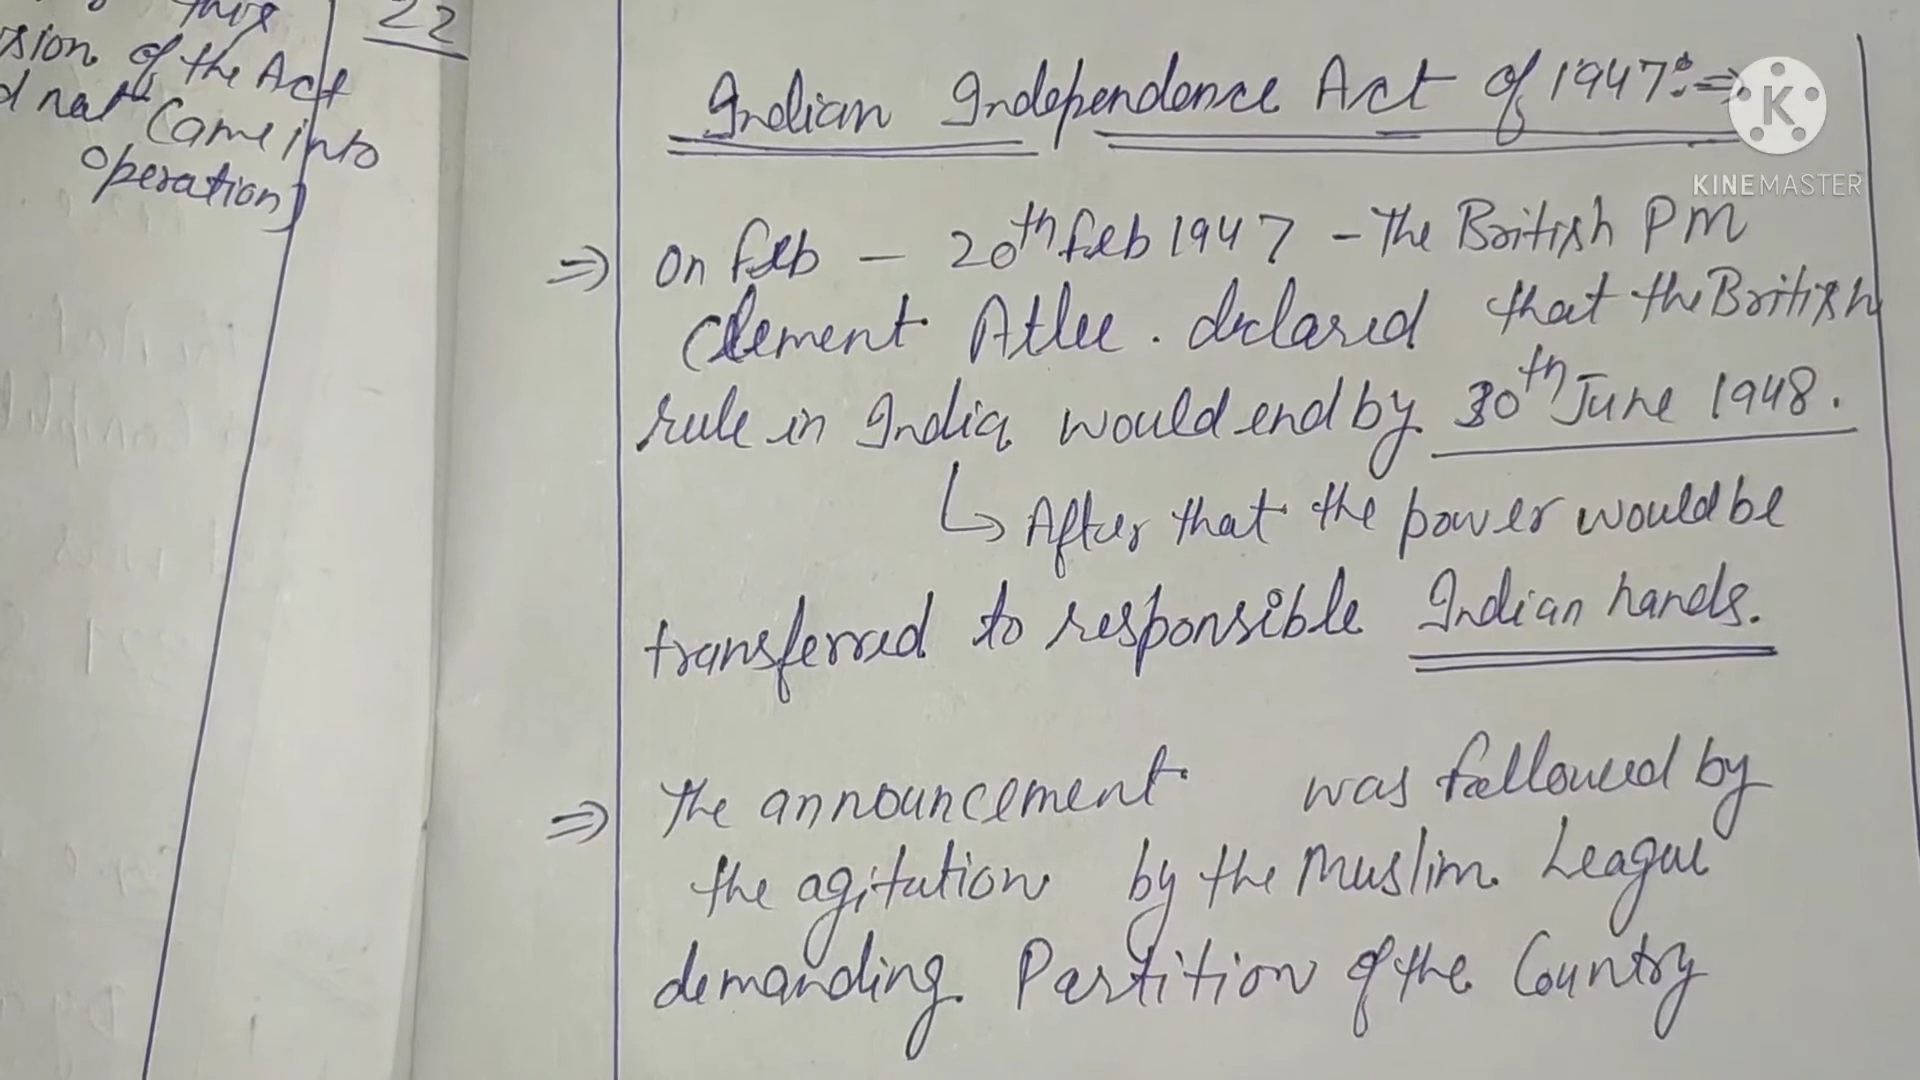 this
sion of the Act
d not Came into
operation)
22
Indian Independence Act of 1947:⇒
⇒ On Feb – 20th Feb 1947 – The British PM
Clement Atlee. declared that the British
rule in India would end by 30th June 1948.
↳ After that the power would be
transferred to responsible Indian hands.
⇒ The announcement was followed by
the agitation by the Muslim League
demanding Partition of the Country
K
KINEMASTER